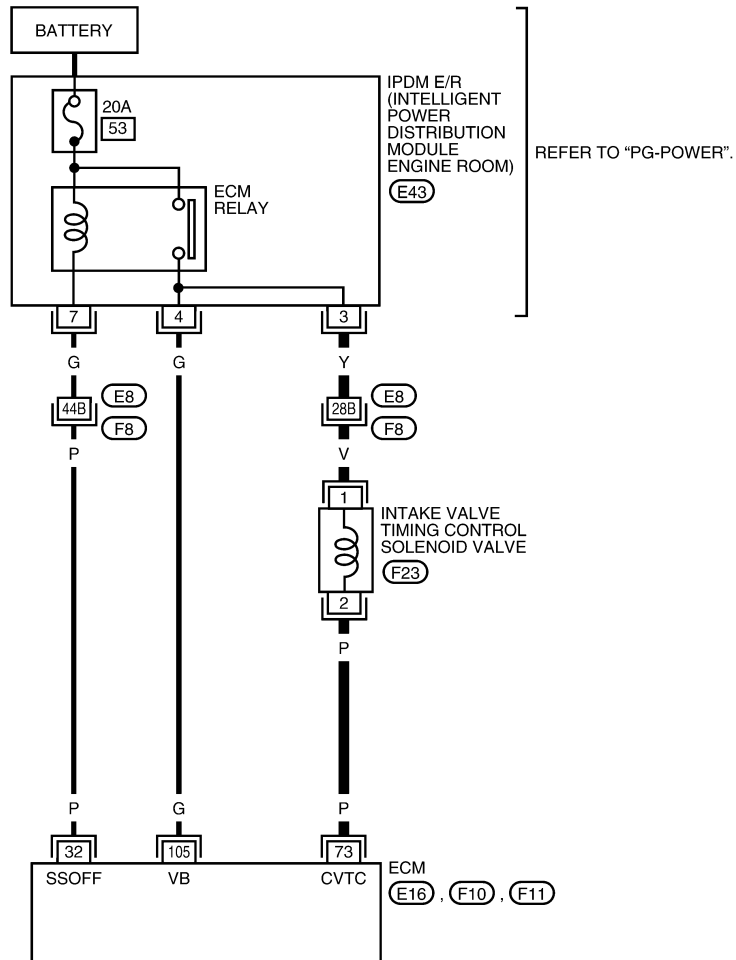 BATTERY
20A
53
ECM
RELAY
IPDM E/R
(INTELLIGENT
POWER
DISTRIBUTION
MODULE
ENGINE ROOM)
E43
REFER TO “PG-POWER”.
7
4
3
G
G
Y
44B
E8
F8
28B
E8
F8
P
V
1
INTAKE VALVE
TIMING CONTROL
SOLENOID VALVE
F23
2
P
P
G
P
32
105
73
SSOFF
VB
CVTC
ECM
E16 , F10 , F11